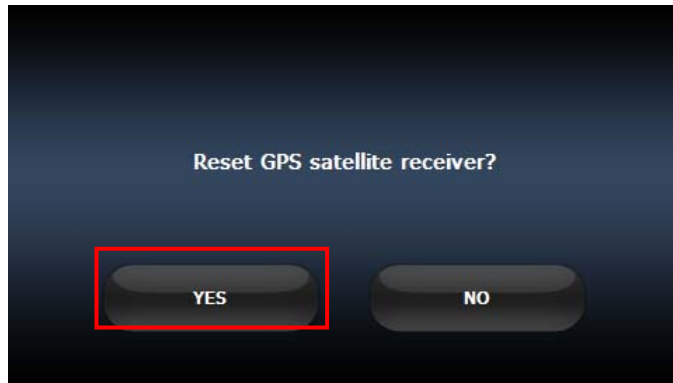 Reset GPS satellite receiver?
YES
NO